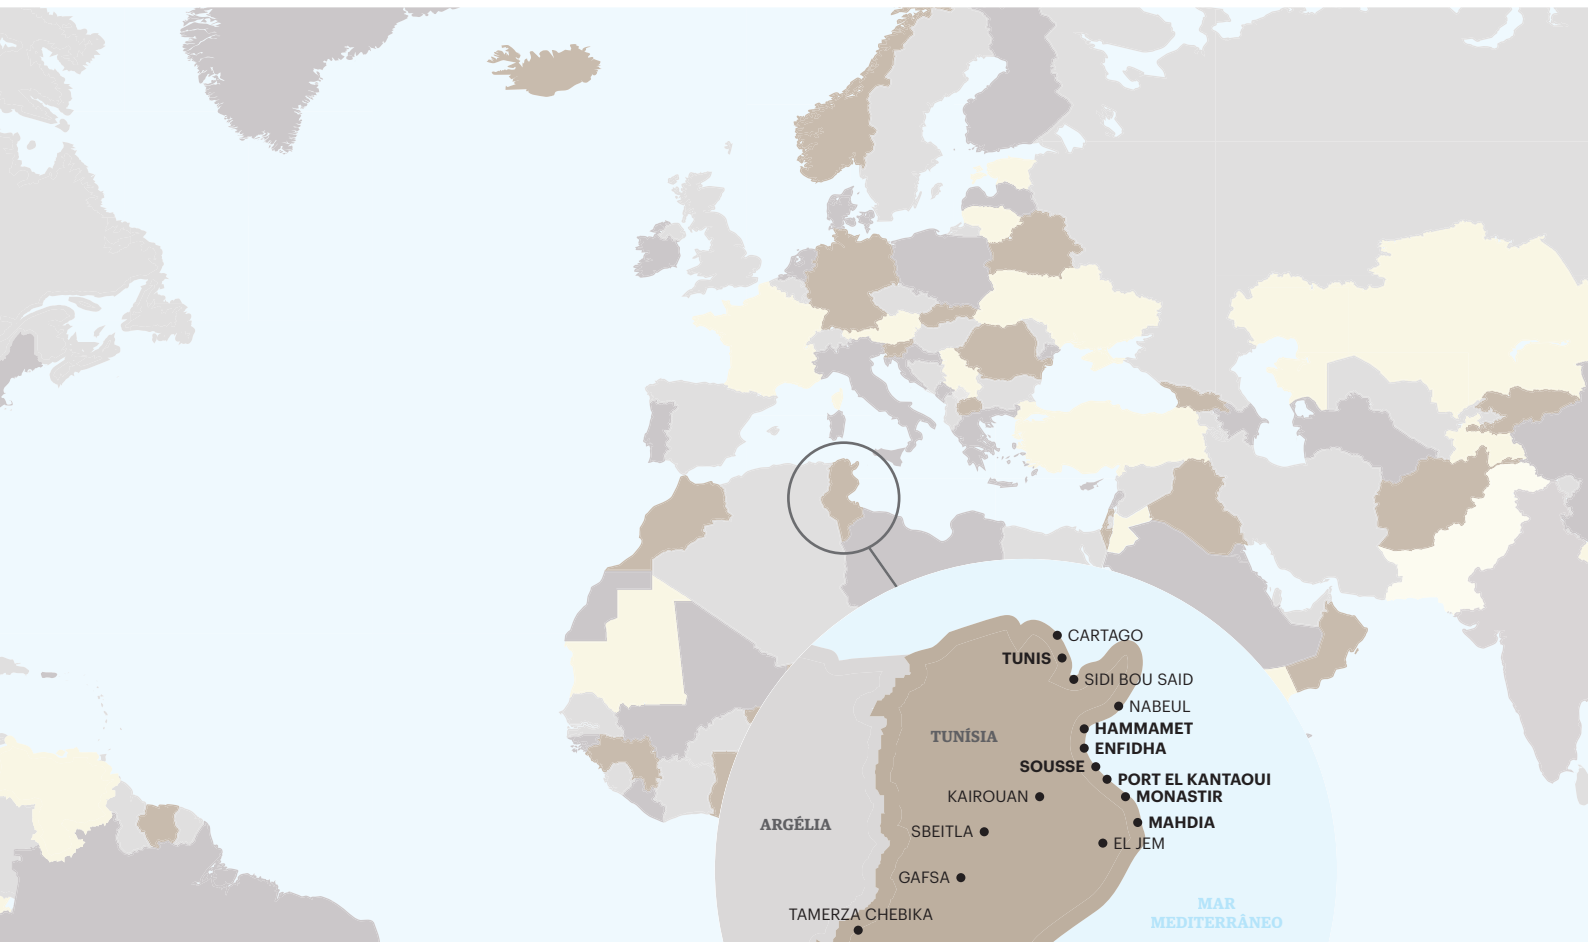 CARTAGO
TUNIS
SIDI BOU SAID
NABEUL
HAMMAMET
TUNÍSIA
ENFIDHA
SOUSSE
PORT EL KANTAOUI
KAIROUAN
MONASTIR
ARGÉLIA
MAHDIA
SBEITLA
EL JEM
GAFSA
MAR
MEDITERRÂNEO
TAMERZA CHEBIKA